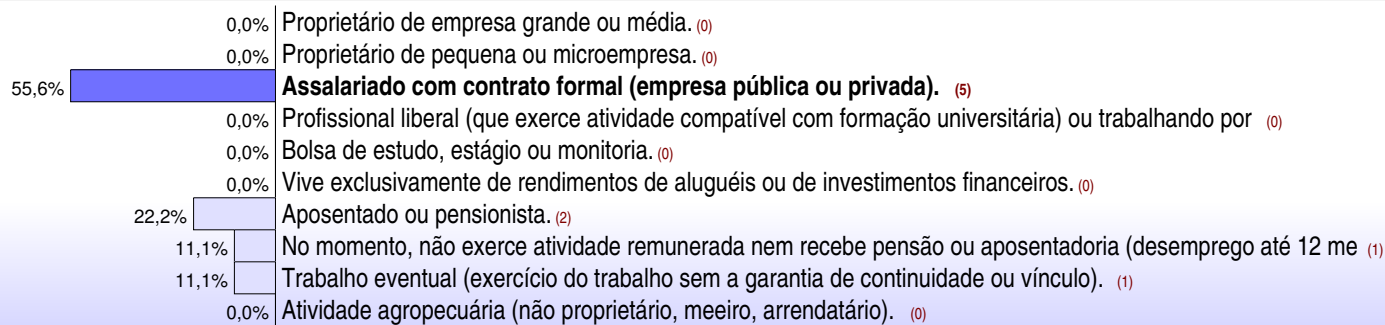 0,0% Proprietário de empresa grande ou média. (0)
0,0% Proprietário de pequena ou microempresa. (0)
55,6% Assalariado com contrato formal (empresa pública ou privada). (5)
0,0% Profissional liberal (que exerce atividade compatível com formação universitária) ou trabalhando por (0)
0,0% Bolsa de estudo, estágio ou monitoria. (0)
0,0% Vive exclusivamente de rendimentos de aluguéis ou de investimentos financeiros. (0)
22,2% Aposentado ou pensionista. (2)
11,1% No momento, não exerce atividade remunerada nem recebe pensão ou aposentadoria (desemprego até 12 me (1)
11,1% Trabalho eventual (exercício do trabalho sem a garantia de continuidade ou vínculo). (1)
0,0% Atividade agropecuária (não proprietário, meeiro, arrendatário). (0)